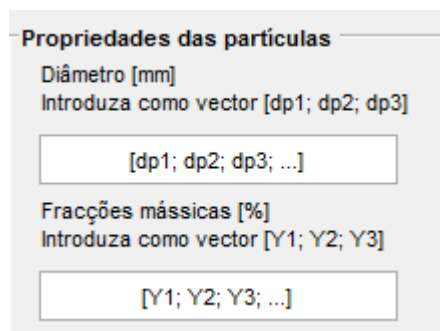 Propriedades das partículas
Diâmetro [mm]
Introduza como vector [dp1; dp2; dp3]
[dp1; dp2; dp3; ...]
Fracções mássicas [%]
Introduza como vector [Y1; Y2; Y3]
[Y1; Y2; Y3; ...]